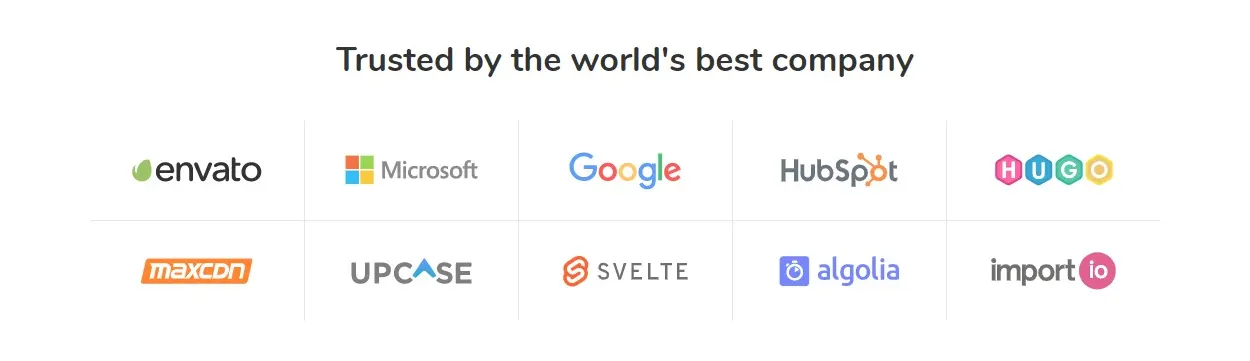 Trusted by the world's best company
envato Microsoft Google HubSpot HUGO
maxcdn UPCASE SVELTE algolia import io